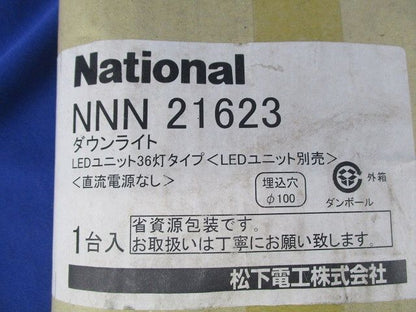 National
NNN 21623
ダウンライト
LEDユニット36灯タイプ<LEDユニット別売>
<直流電源なし>
埋込穴
φ100
外箱
ダンボール
1台入
省資源包装です。
お取扱いは丁寧にお願い致します。
松下電工株式会社